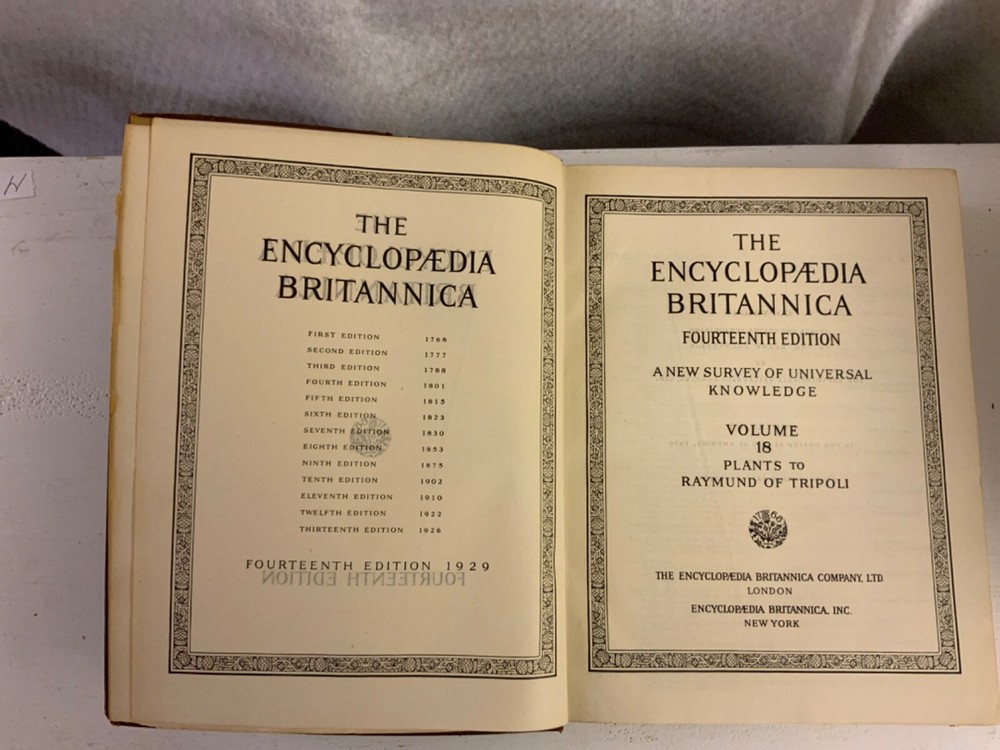 THE
ENCYCLOPÆDIA
BRITANNICA
FIRST EDITION 1768
SECOND EDITION 1777
THIRD EDITION 1788
FOURTH EDITION 1801
FIFTH EDITION 1815
SIXTH EDITION 1823
SEVENTH EDITION 1830
EIGHTH EDITION 1853
NINTH EDITION 1875
TENTH EDITION 1902
ELEVENTH EDITION 1910
TWELFTH EDITION 1922
THIRTEENTH EDITION 1926
FOURTEENTH EDITION 1929
THE
ENCYCLOPÆDIA
BRITANNICA
FOURTEENTH EDITION
A NEW SURVEY OF UNIVERSAL
KNOWLEDGE
VOLUME
18
PLANTS TO
RAYMUND OF TRIPOLI
THE ENCYCLOPÆDIA BRITANNICA COMPANY, LTD.
LONDON
ENCYCLOPÆDIA BRITANNICA, INC.
NEW YORK